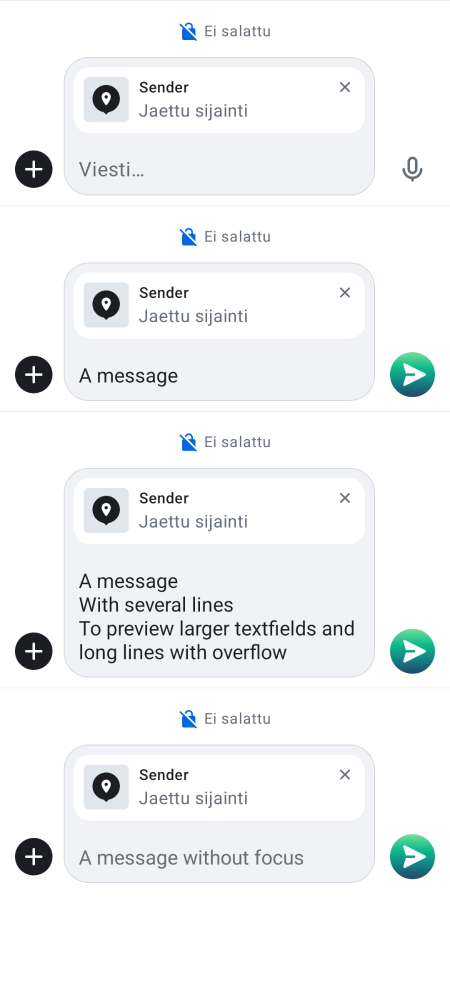 Ei salattu
Sender
Jaettu sijainti
Viesti…
Ei salattu
Sender
Jaettu sijainti
A message
Ei salattu
Sender
Jaettu sijainti
A message
With several lines
To preview larger textfields and
long lines with overflow
Ei salattu
Sender
Jaettu sijainti
A message without focus